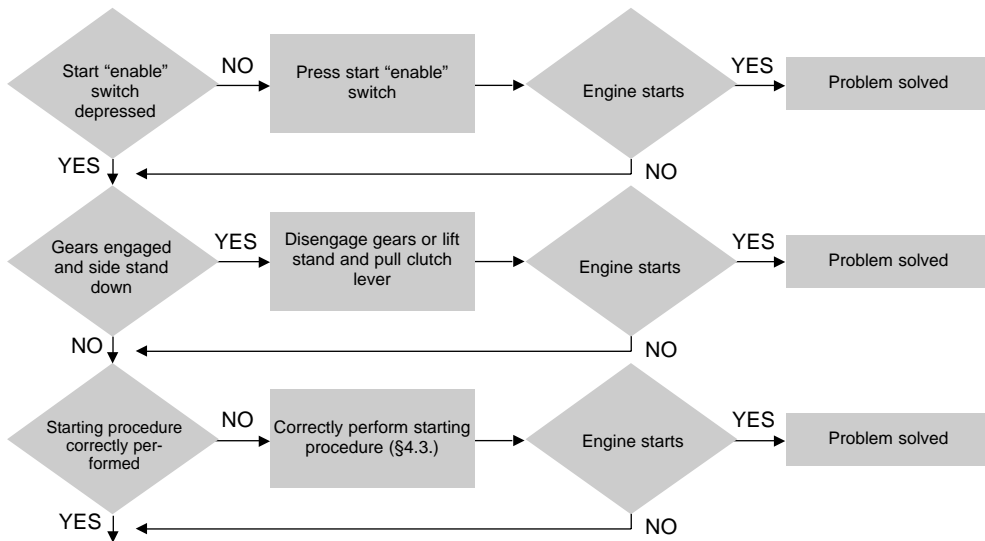 Start “enable”
switch
depressed
NO
Press start “enable”
switch
Engine starts
YES
Problem solved
YES
NO
Gears engaged
and side stand
down
YES
Disengage gears or lift
stand and pull clutch
lever
Engine starts
YES
Problem solved
NO
NO
Starting procedure
correctly per-
formed
NO
Correctly perform starting
procedure (§4.3.)
Engine starts
YES
Problem solved
YES
NO